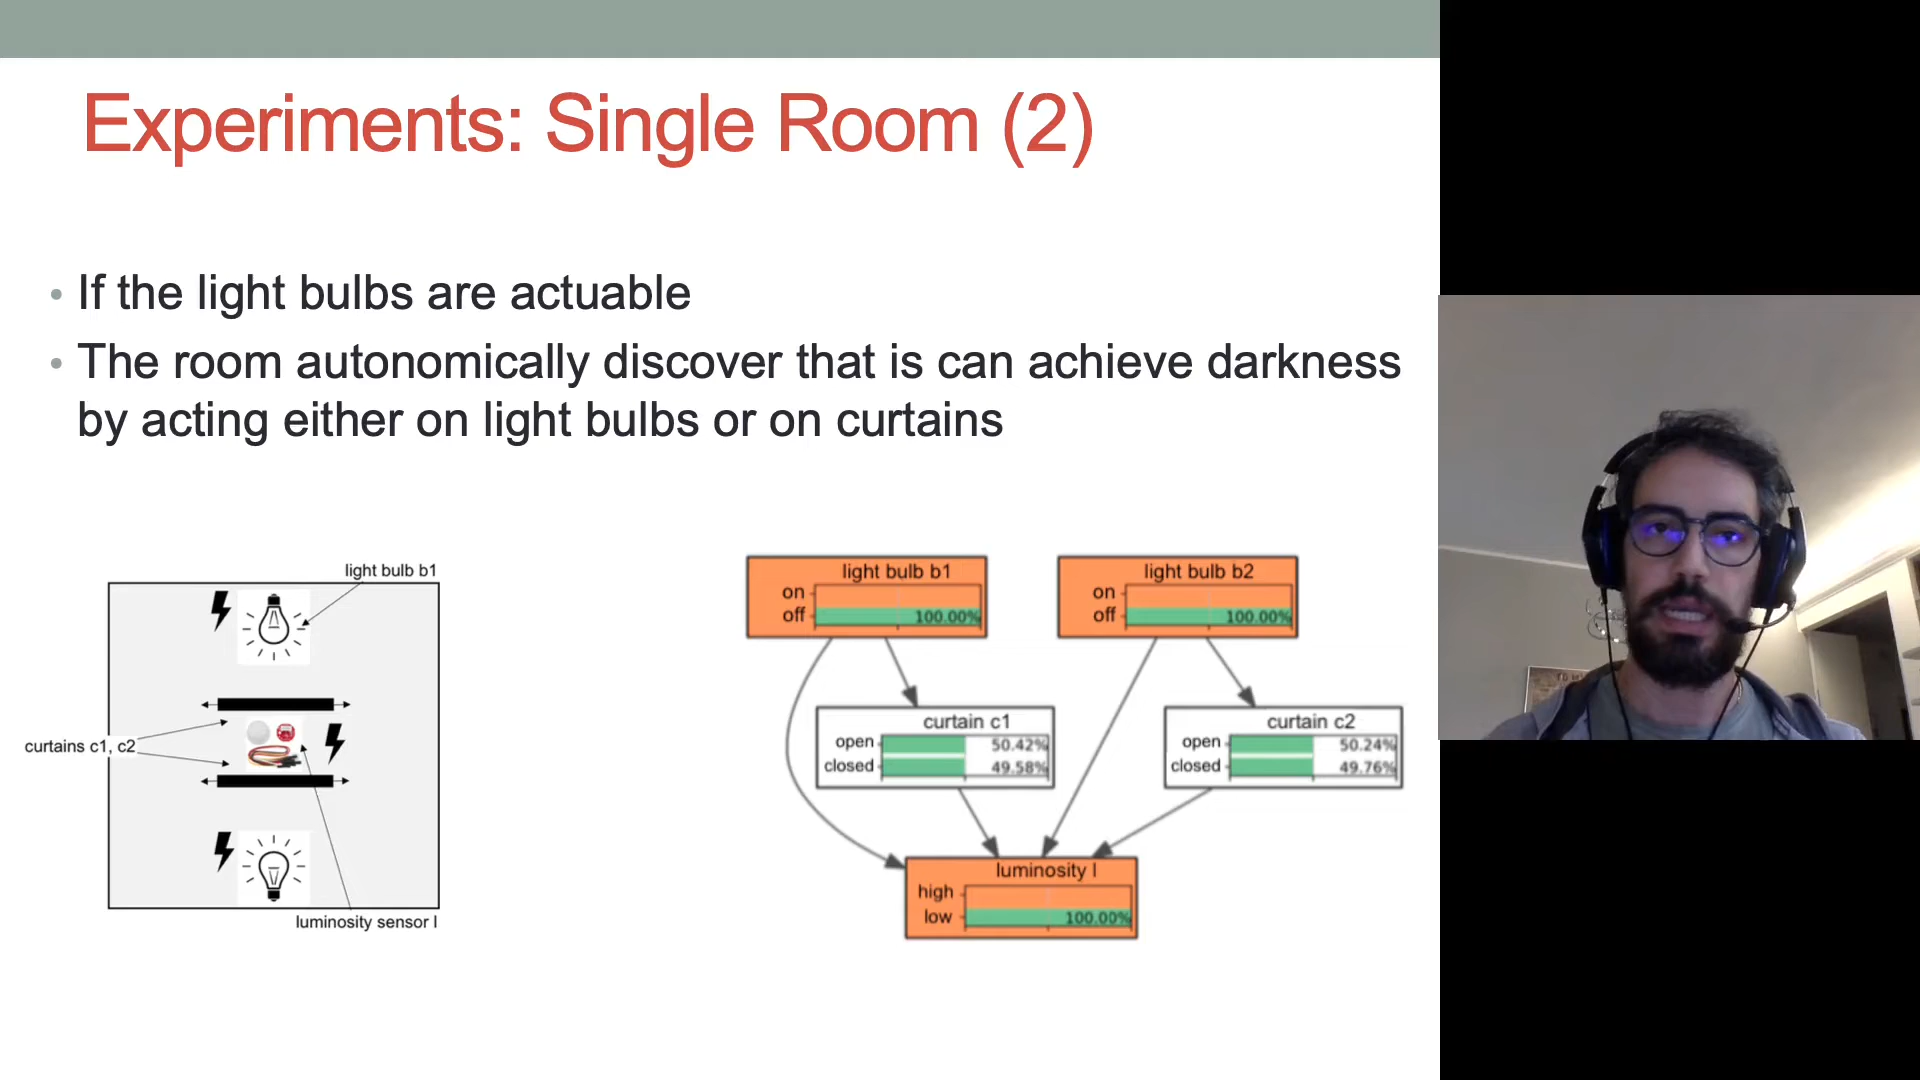 Experiments: Single Room (2)
• If the light bulbs are actuable
• The room autonomically discover that is can achieve darkness
by acting either on light bulbs or on curtains
light bulb b1
curtains c1, c2
luminosity sensor l
light bulb b1
on
off 100.00%
light bulb b2
on
off 100.00%
curtain c1
open 50.42%
closed 49.58%
curtain c2
open 50.24%
closed 49.76%
luminosity l
high
low 100.00%